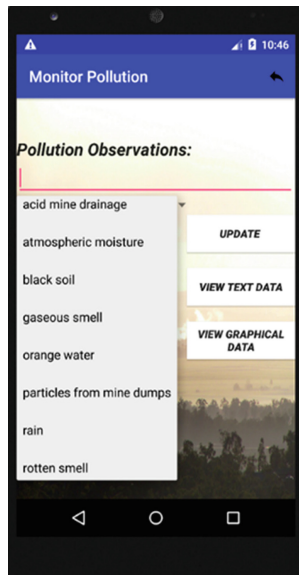 10:46
Monitor Pollution
Pollution Observations:
acid mine drainage
atmospheric moisture
black soil
gaseous smell
orange water
particles from mine dumps
rain
rotten smell
UPDATE
VIEW TEXT DATA
VIEW GRAPHICAL
DATA